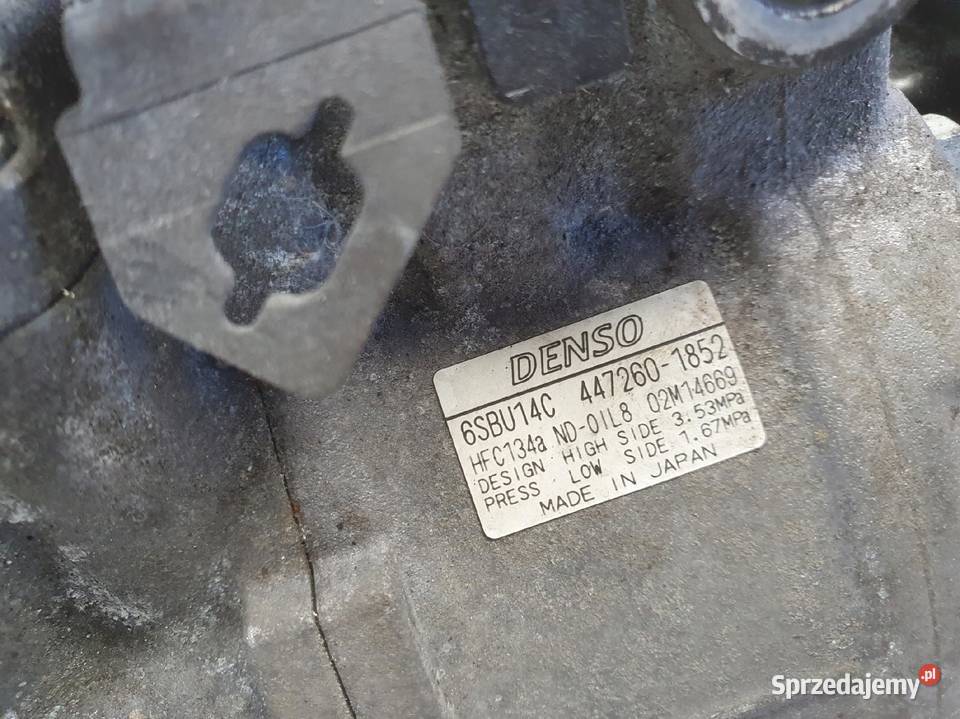 DENSO
6SBU14C 447260-1852
HFC134a ND-OIL8 02M14669
DESIGN HIGH SIDE 3.53MPa
PRESS LOW SIDE 1.67MPa
MADE IN JAPAN
Sprzedajemy.pl